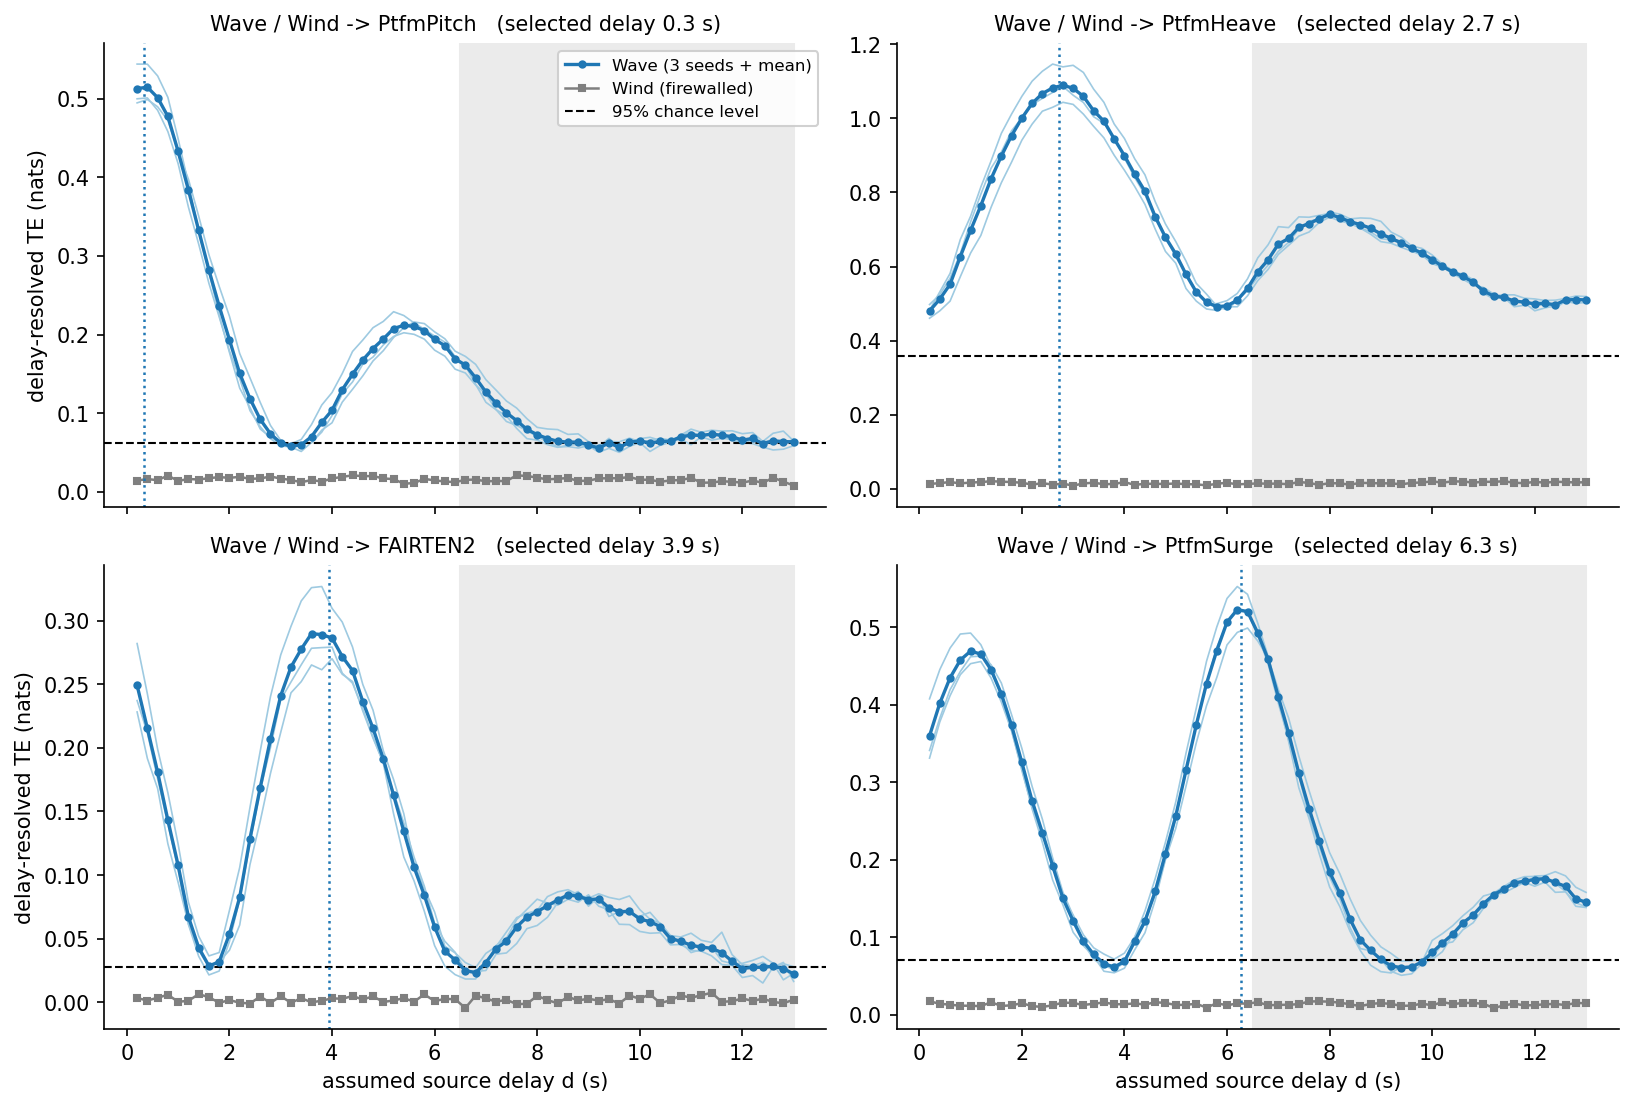 Wave / Wind -> PtfmPitch   (selected delay 0.3 s)
delay-resolved TE (nats)
0.5
0.4
0.3
0.2
0.1
0.0
Wave (3 seeds + mean)
Wind (firewalled)
95% chance level
Wave / Wind -> PtfmHeave   (selected delay 2.7 s)
1.2
1.0
0.8
0.6
0.4
0.2
0.0
Wave / Wind -> FAIRTEN2   (selected delay 3.9 s)
delay-resolved TE (nats)
0.30
0.25
0.20
0.15
0.10
0.05
0.00
0 2 4 6 8 10 12
assumed source delay d (s)
Wave / Wind -> PtfmSurge   (selected delay 6.3 s)
0.5
0.4
0.3
0.2
0.1
0.0
0 2 4 6 8 10 12
assumed source delay d (s)